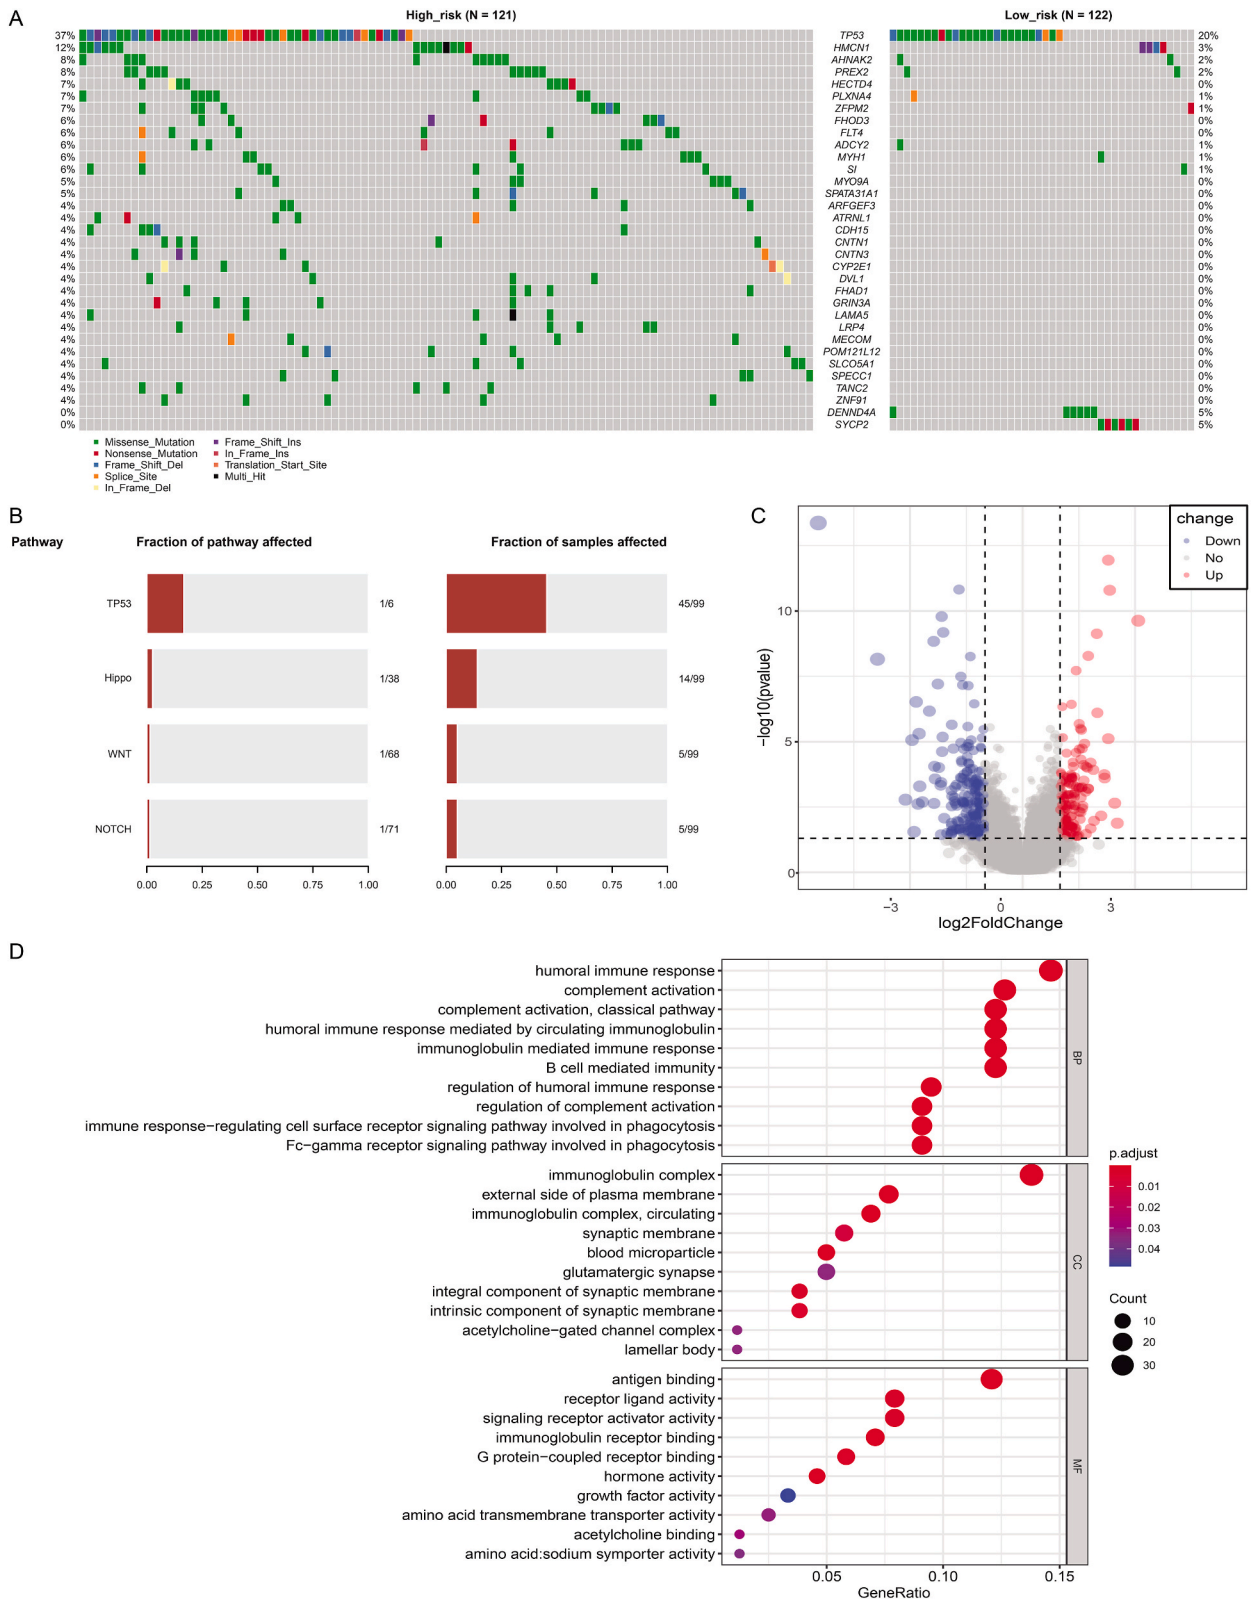 A
High_risk (N = 121)
Low_risk (N = 122)
37% TP53 20%
12% HMCN1 3%
8% AHNAK2 2%
8% PREX2 2%
7% HECTD4 0%
7% PLXNA4 1%
7% ZFPM2 1%
6% FHOD3 0%
6% FLT4 0%
6% ADCY2 1%
6% MYH1 1%
6% SI 1%
5% MYO9A 0%
5% SPATA31A1 0%
4% ARFGEF3 0%
4% ATRNL1 0%
4% CDH15 0%
4% CNTN1 0%
4% CNTN3 0%
4% CYP2E1 0%
4% DVL1 0%
4% FHAD1 0%
4% GRIN3A 0%
4% LAMA5 0%
4% LRP4 0%
4% MECOM 0%
4% POM121L12 0%
4% SLCO5A1 0%
4% SPECC1 0%
4% TANC2 0%
4% ZNF91 0%
0% DENND4A 5%
0% SYCP2 5%
Missense_Mutation Frame_Shift_Ins
Nonsense_Mutation In_Frame_Ins
Frame_Shift_Del Translation_Start_Site
Splice_Site Multi_Hit
In_Frame_Del
B
Pathway Fraction of pathway affected Fraction of samples affected
TP53 1/6 45/99
Hippo 1/38 14/99
WNT 1/68 5/99
NOTCH 1/71 5/99
0.00 0.25 0.50 0.75 1.00 0.00 0.25 0.50 0.75 1.00
C
change
Down
No
Up
−log10(pvalue)
10
5
0
−3 0 3
log2FoldChange
D
humoral immune response
complement activation
complement activation, classical pathway
humoral immune response mediated by circulating immunoglobulin
immunoglobulin mediated immune response
B cell mediated immunity
regulation of humoral immune response
regulation of complement activation
immune response−regulating cell surface receptor signaling pathway involved in phagocytosis
Fc−gamma receptor signaling pathway involved in phagocytosis
BP
immunoglobulin complex
external side of plasma membrane
immunoglobulin complex, circulating
synaptic membrane
blood microparticle
glutamatergic synapse
integral component of synaptic membrane
intrinsic component of synaptic membrane
acetylcholine−gated channel complex
lamellar body
CC
antigen binding
receptor ligand activity
signaling receptor activator activity
immunoglobulin receptor binding
G protein−coupled receptor binding
hormone activity
growth factor activity
amino acid transmembrane transporter activity
acetylcholine binding
amino acid:sodium symporter activity
MF
0.05 0.10 0.15
GeneRatio
p.adjust
0.01
0.02
0.03
0.04
Count
10
20
30